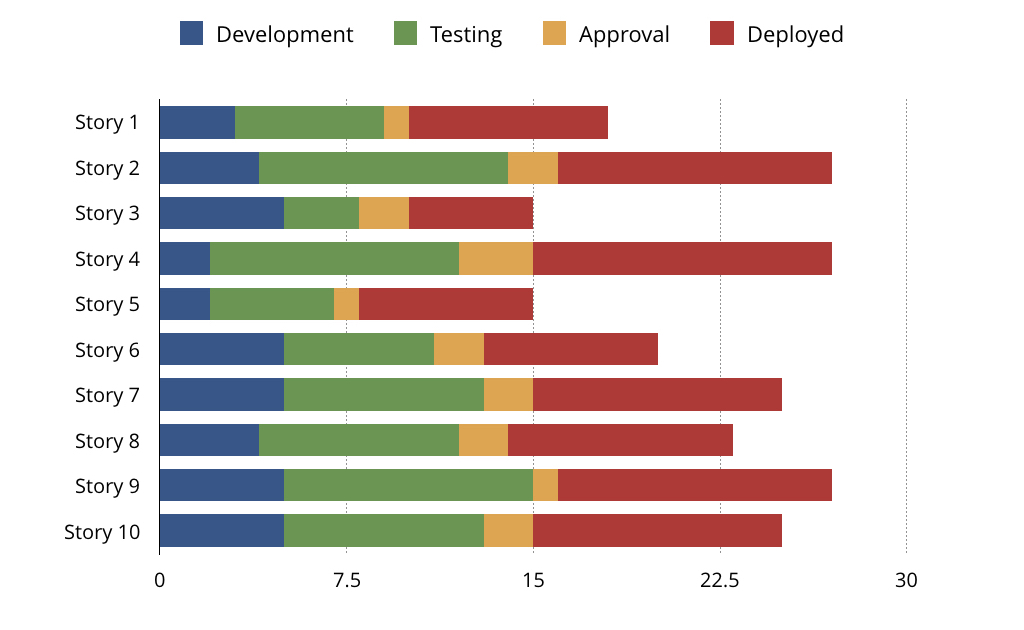 Development Testing Approval Deployed
Story 1
Story 2
Story 3
Story 4
Story 5
Story 6
Story 7
Story 8
Story 9
Story 10
0 7.5 15 22.5 30